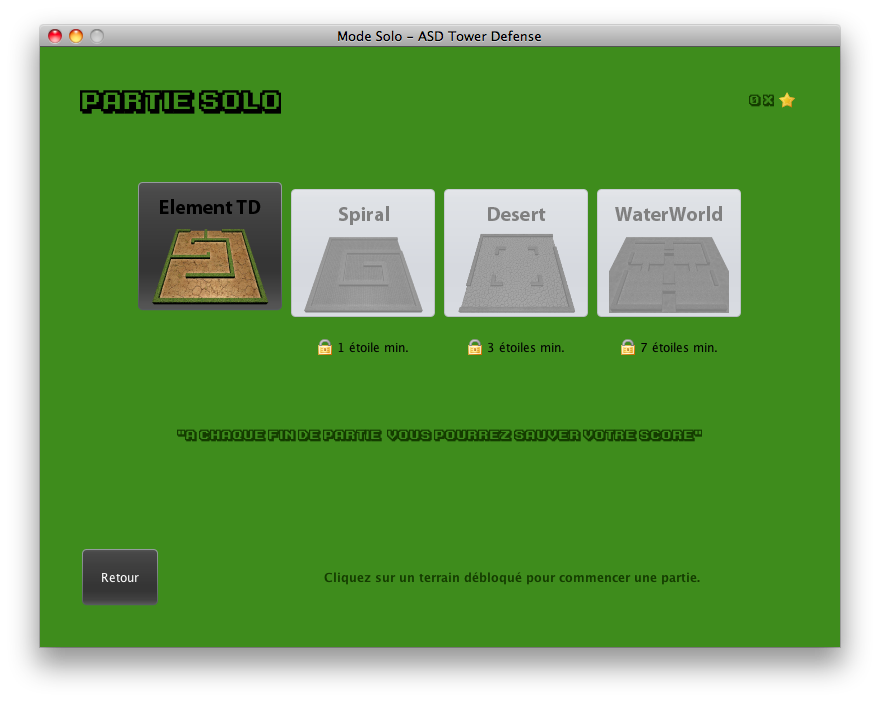 Mode Solo – ASD Tower Defense
PARTIE SOLO
0 X
Element TD
Spiral
Desert
WaterWorld
1 étoile min.
3 étoiles min.
7 étoiles min.
"A CHAQUE FIN DE PARTIE VOUS POURREZ SAUVER VOTRE SCORE"
Retour
Cliquez sur un terrain débloqué pour commencer une partie.